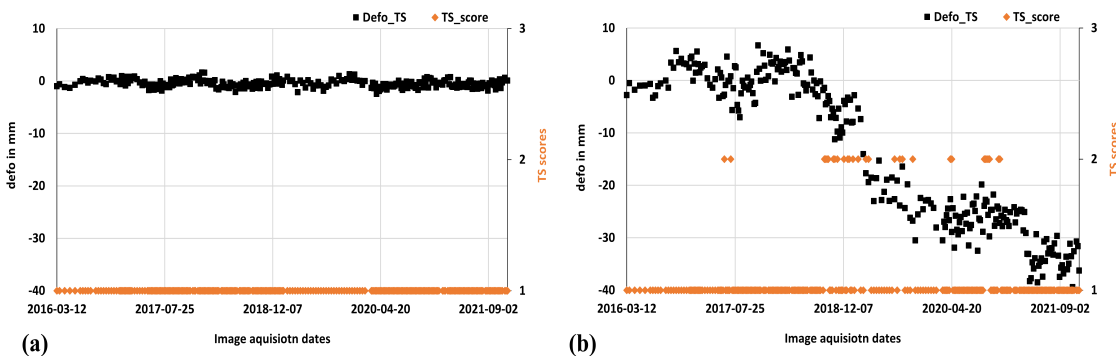 Defo_TS TS_score
10
0
-10
-20
-30
-40
defo in mm
3
2
1
TS scores
2016-03-12 2017-07-25 2018-12-07 2020-04-20 2021-09-02
Image aquisiotn dates
(a)
Defo_TS TS_score
10
0
-10
-20
-30
-40
defo in mm
3
2
1
TS scores
2016-03-12 2017-07-25 2018-12-07 2020-04-20 2021-09-02
Image aquisiotn dates
(b)